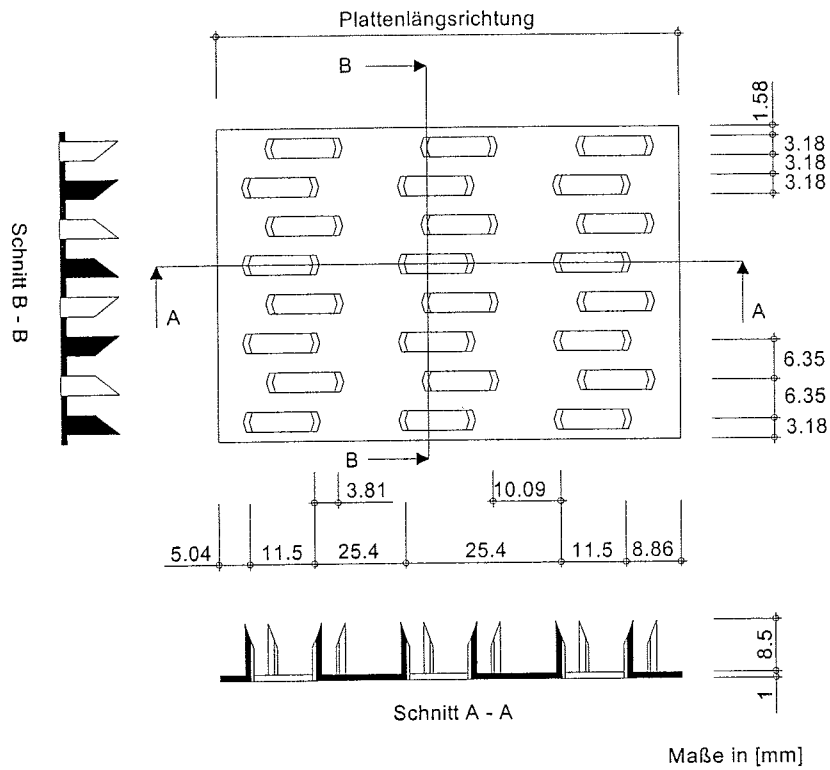 Plattenlängsrichtung
B
1.58
3.18
3.18
3.18
Schnitt B - B
A
A
6.35
6.35
3.18
B
3.81
10.09
5.04
11.5
25.4
25.4
11.5
8.86
8.5
1
Schnitt A - A
Maße in [mm]